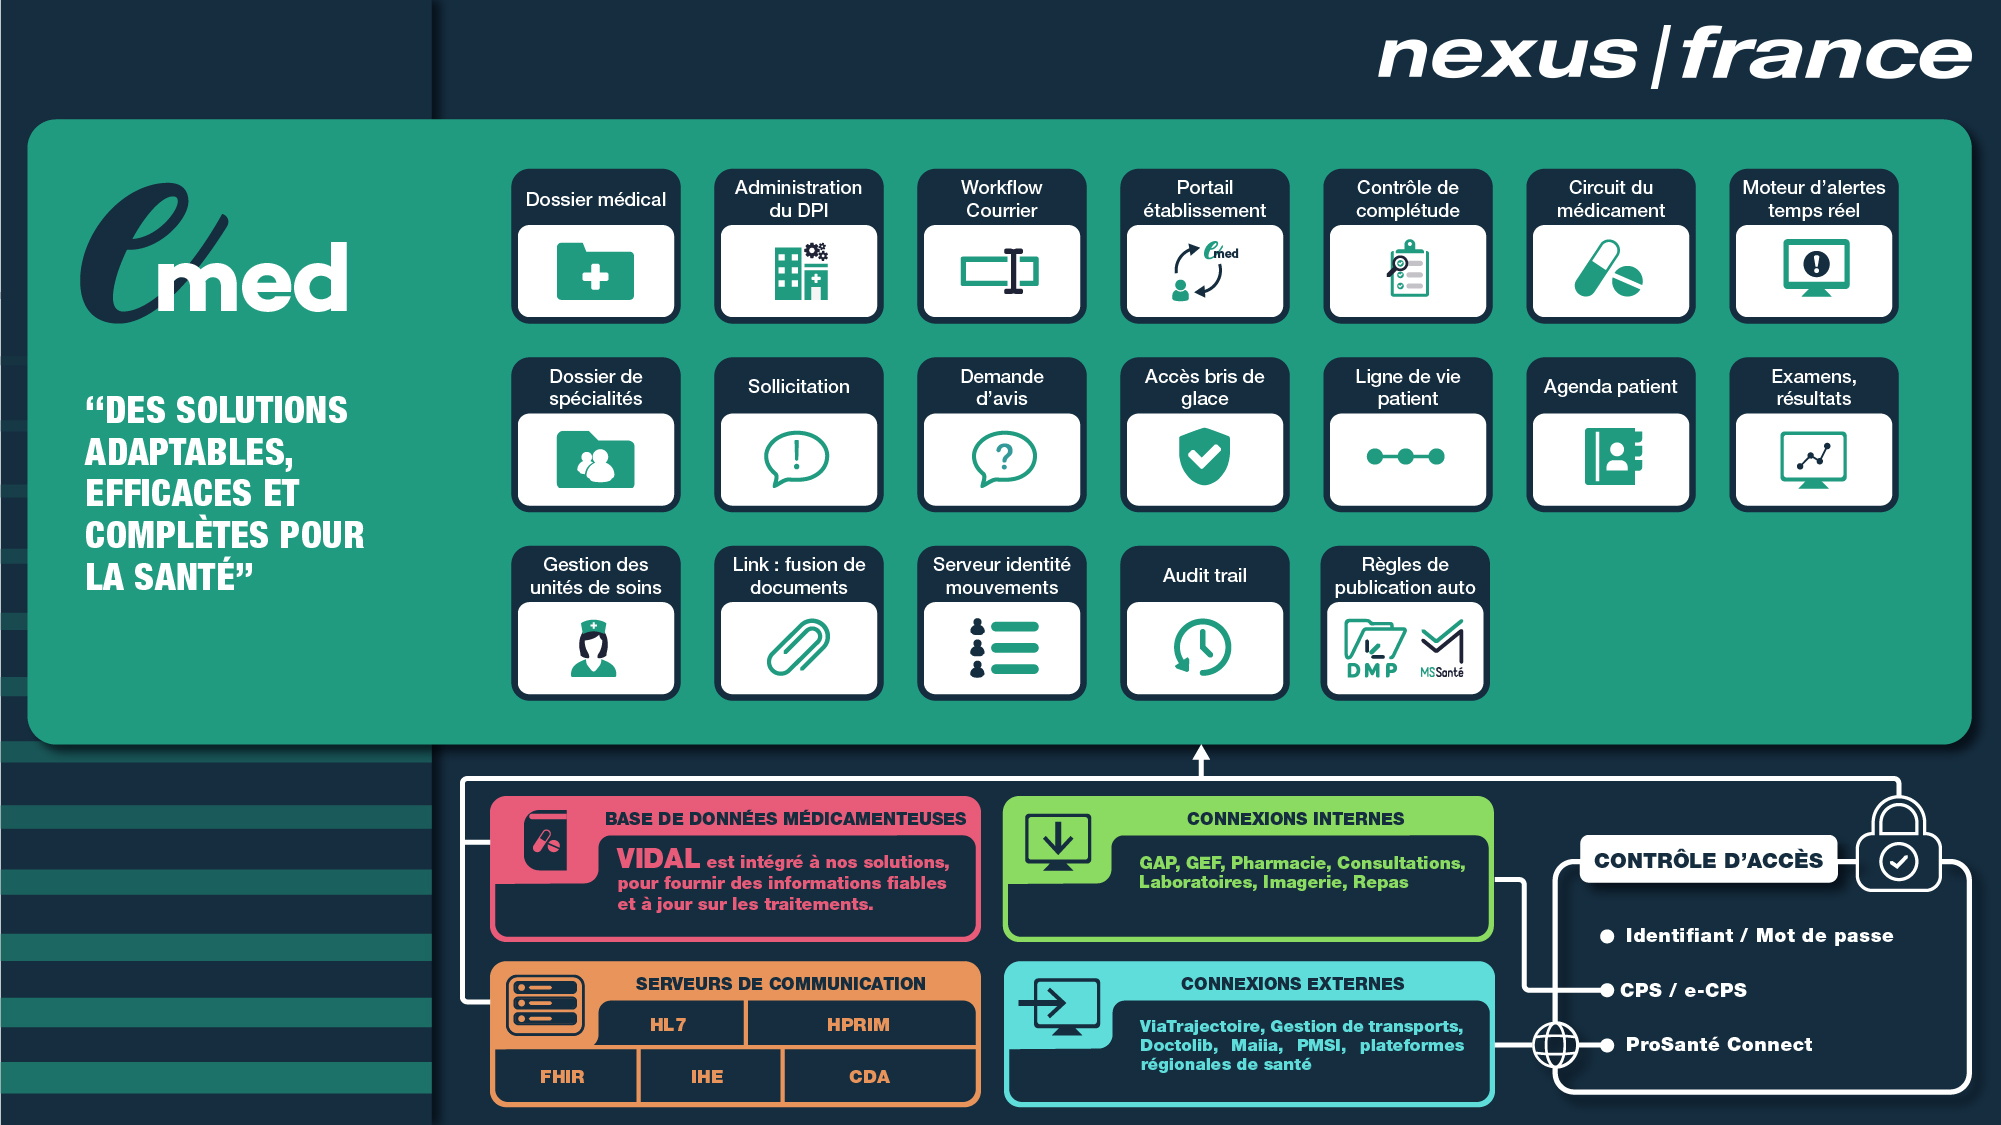 nexus|france
emed
“DES SOLUTIONS
ADAPTABLES,
EFFICACES ET
COMPLÈTES POUR
LA SANTÉ”
Dossier médical
Administration
du DPI
Workflow
Courrier
Portail
établissement
emed
Contrôle de
complétude
Circuit du
médicament
Moteur d’alertes
temps réel
Dossier de
spécialités
Sollicitation
Demande
d’avis
Accès bris de
glace
Ligne de vie
patient
Agenda patient
Examens,
résultats
Gestion des
unités de soins
Link : fusion de
documents
Serveur identité
mouvements
Audit trail
Règles de
publication auto
DMP
MSSanté
BASE DE DONNÉES MÉDICAMENTEUSES
VIDAL est intégré à nos solutions,
pour fournir des informations fiables
et à jour sur les traitements.
CONNEXIONS INTERNES
GAP, GEF, Pharmacie, Consultations,
Laboratoires, Imagerie, Repas
SERVEURS DE COMMUNICATION
HL7
HPRIM
FHIR
IHE
CDA
CONNEXIONS EXTERNES
ViaTrajectoire, Gestion de transports,
Doctolib, Maiia, PMSI, plateformes
régionales de santé
CONTRÔLE D’ACCÈS
Identifiant / Mot de passe
CPS / e-CPS
ProSanté Connect